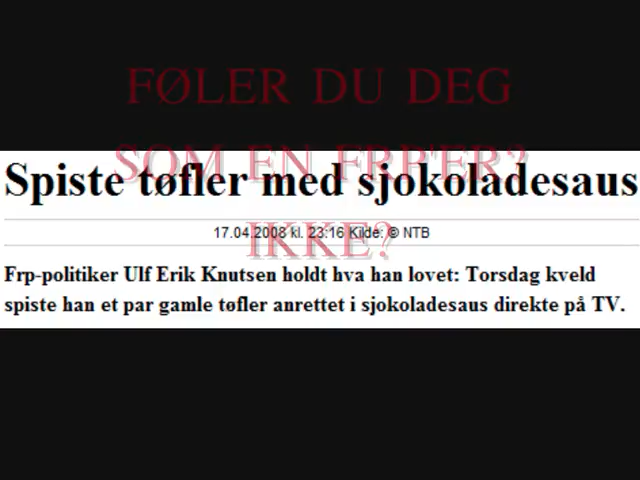 FØLER DU DEG
SOM EN FRP'ER?
Spiste tøfler med sjokoladesaus
17.04.2008 kl. 23:16 Kilde: © NTB
IKKE?
Frp-politiker Ulf Erik Knutsen holdt hva han lovet: Torsdag kveld
spiste han et par gamle tøfler anrettet i sjokoladesaus direkte på TV.